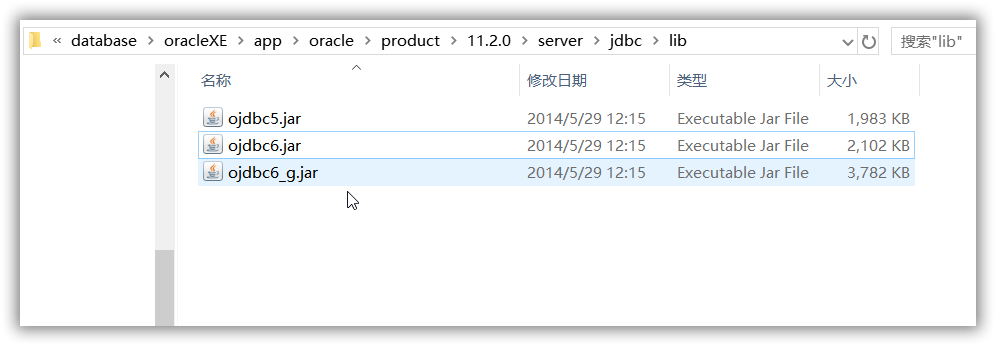 « database › oracleXE › app › oracle › product › 11.2.0 › server › jdbc › lib 搜索"lib"
名称 修改日期 类型 大小
ojdbc5.jar 2014/5/29 12:15 Executable Jar File 1,983 KB
ojdbc6.jar 2014/5/29 12:15 Executable Jar File 2,102 KB
ojdbc6_g.jar 2014/5/29 12:15 Executable Jar File 3,782 KB